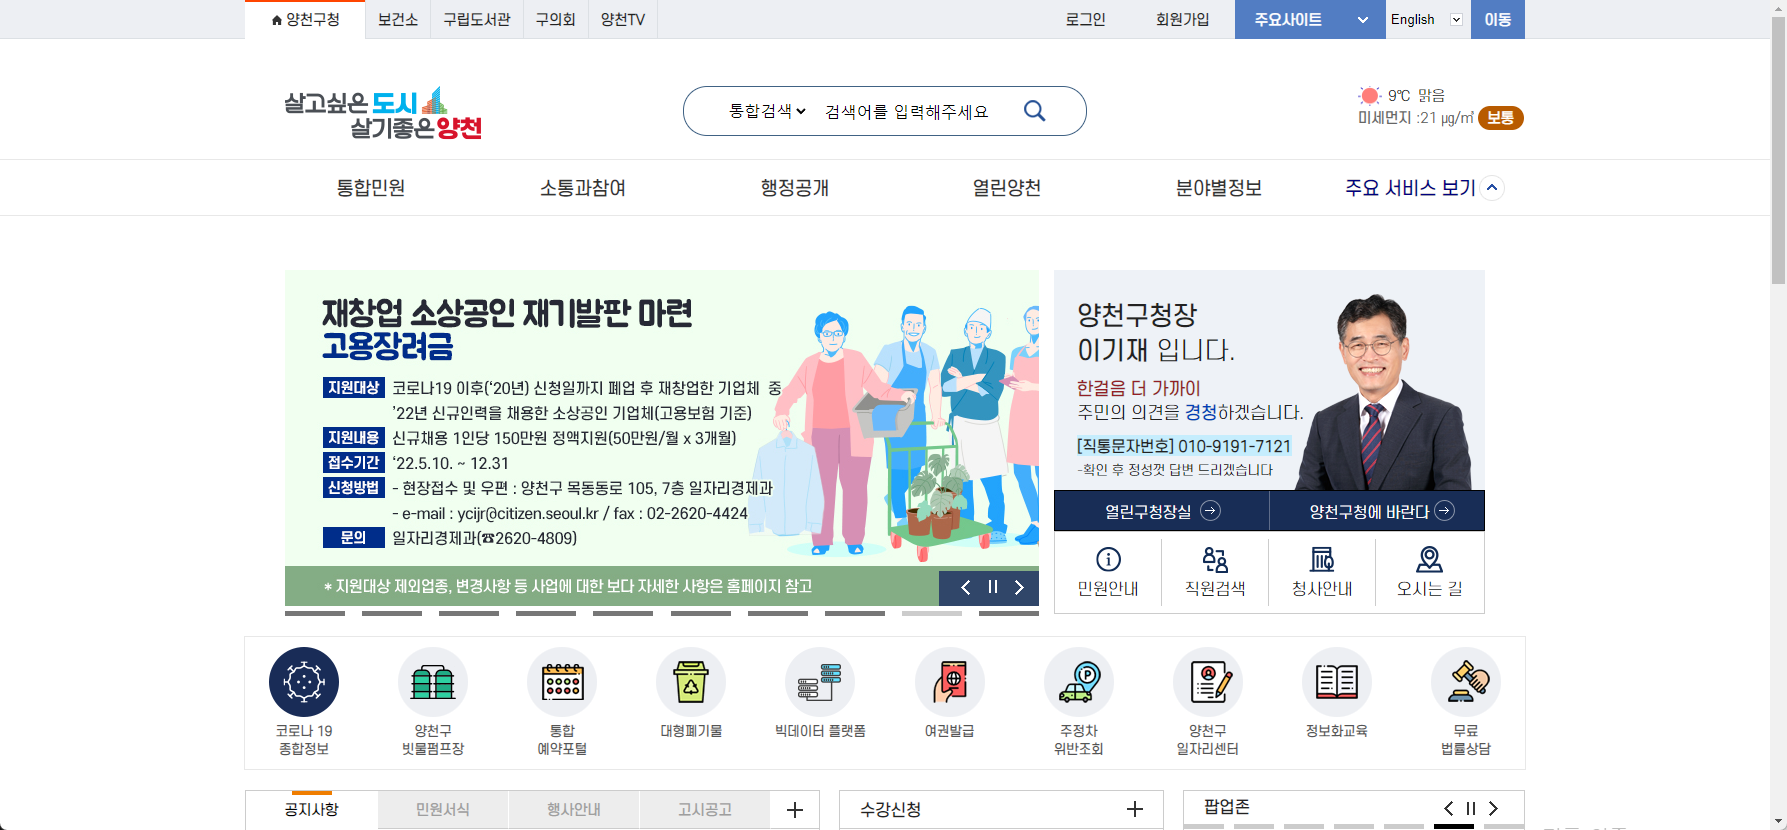 양천구청 보건소 구립도서관 구의회 양천TV 로그인 회원가입 주요사이트 English 이동
살고싶은 도시
살기좋은 양천
통합검색 검색어를 입력해주세요
9℃ 맑음
미세먼지 :21 ㎍/㎥ 보통
통합민원 소통과참여 행정공개 열린양천 분야별정보 주요 서비스 보기
재창업 소상공인 재기발판 마련
고용장려금
지원대상 코로나19 이후('20년) 신청일까지 폐업 후 재창업한 기업체 중
'22년 신규인력을 채용한 소상공인 기업체(고용보험 기준)
지원내용 신규채용 1인당 150만원 정액지원(50만원/월 x 3개월)
접수기간 '22.5.10. ~ 12.31
신청방법 - 현장접수 및 우편 : 양천구 목동동로 105, 7층 일자리경제과
- e-mail : ycijr@citizen.seoul.kr / fax : 02-2620-4424
문의 일자리경제과(☎2620-4809)
* 지원대상 제외업종, 변경사항 등 사업에 대한 보다 자세한 사항은 홈페이지 참고
양천구청장
이기재 입니다.
한걸음 더 가까이
주민의 의견을 경청하겠습니다.
[직통문자번호] 010-9191-7121
-확인 후 정성껏 답변 드리겠습니다
열린구청장실 양천구청에 바란다
민원안내 직원검색 청사안내 오시는 길
코로나 19
종합정보
양천구
빗물펌프장
통합
예약포털
대형폐기물
빅데이터 플랫폼
여권발급
주정차
위반조회
양천구
일자리센터
정보화교육
무료
법률상담
공지사항 민원서식 행사안내 고시공고
수강신청
팝업존